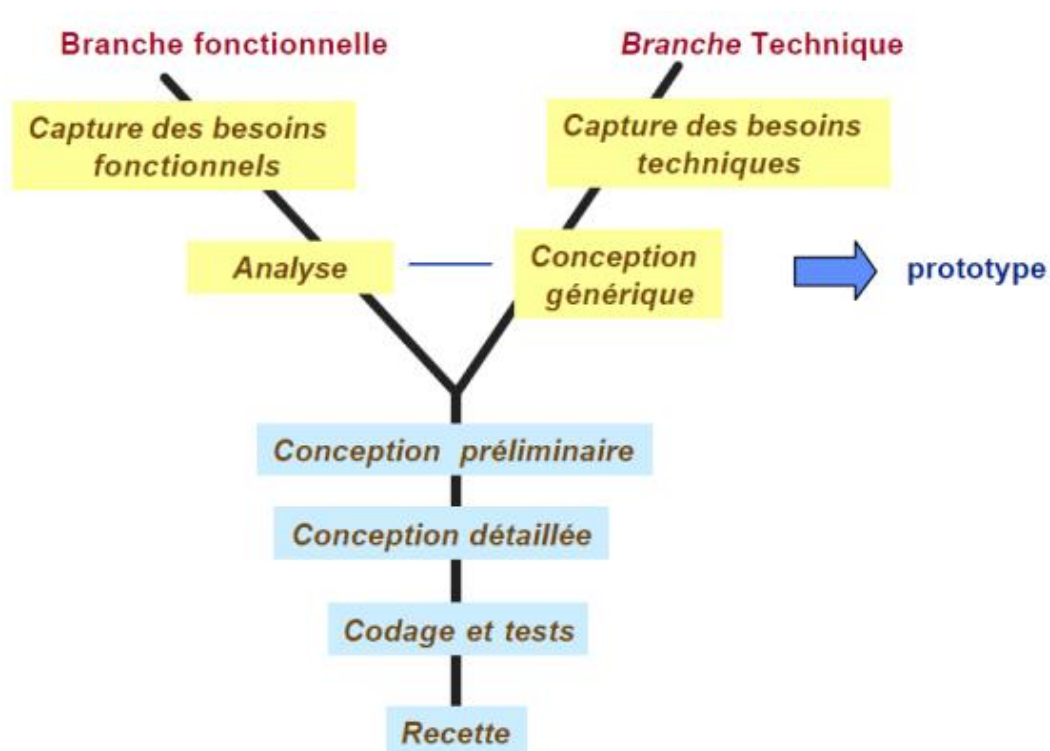 Branche fonctionnelle
Branche Technique
Capture des besoins
fonctionnels
Capture des besoins
techniques
Analyse
Conception
générique
prototype
Conception préliminaire
Conception détaillée
Codage et tests
Recette